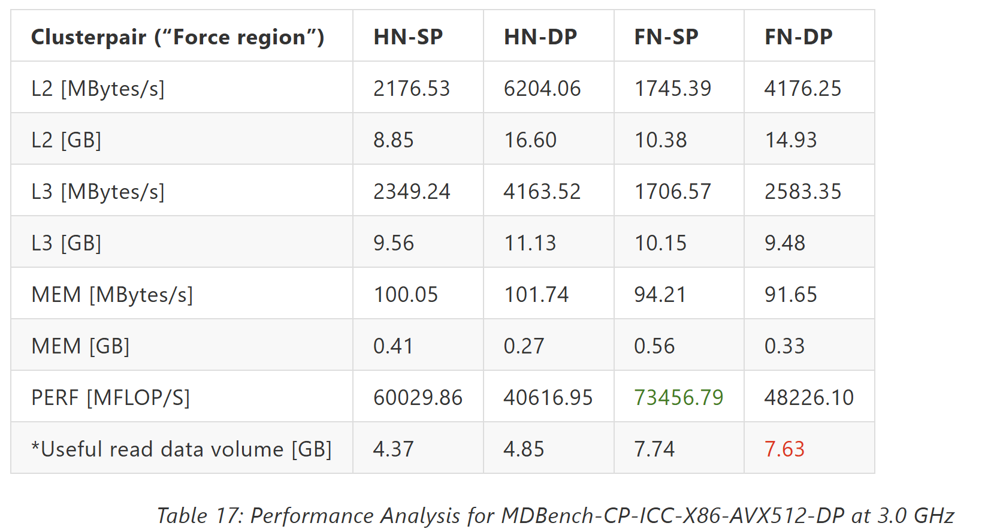 Clusterpair (“Force region”) HN-SP HN-DP FN-SP FN-DP
L2 [MBytes/s] 2176.53 6204.06 1745.39 4176.25
L2 [GB] 8.85 16.60 10.38 14.93
L3 [MBytes/s] 2349.24 4163.52 1706.57 2583.35
L3 [GB] 9.56 11.13 10.15 9.48
MEM [MBytes/s] 100.05 101.74 94.21 91.65
MEM [GB] 0.41 0.27 0.56 0.33
PERF [MFLOP/S] 60029.86 40616.95 73456.79 48226.10
*Useful read data volume [GB] 4.37 4.85 7.74 7.63
Table 17: Performance Analysis for MDBench-CP-ICC-X86-AVX512-DP at 3.0 GHz